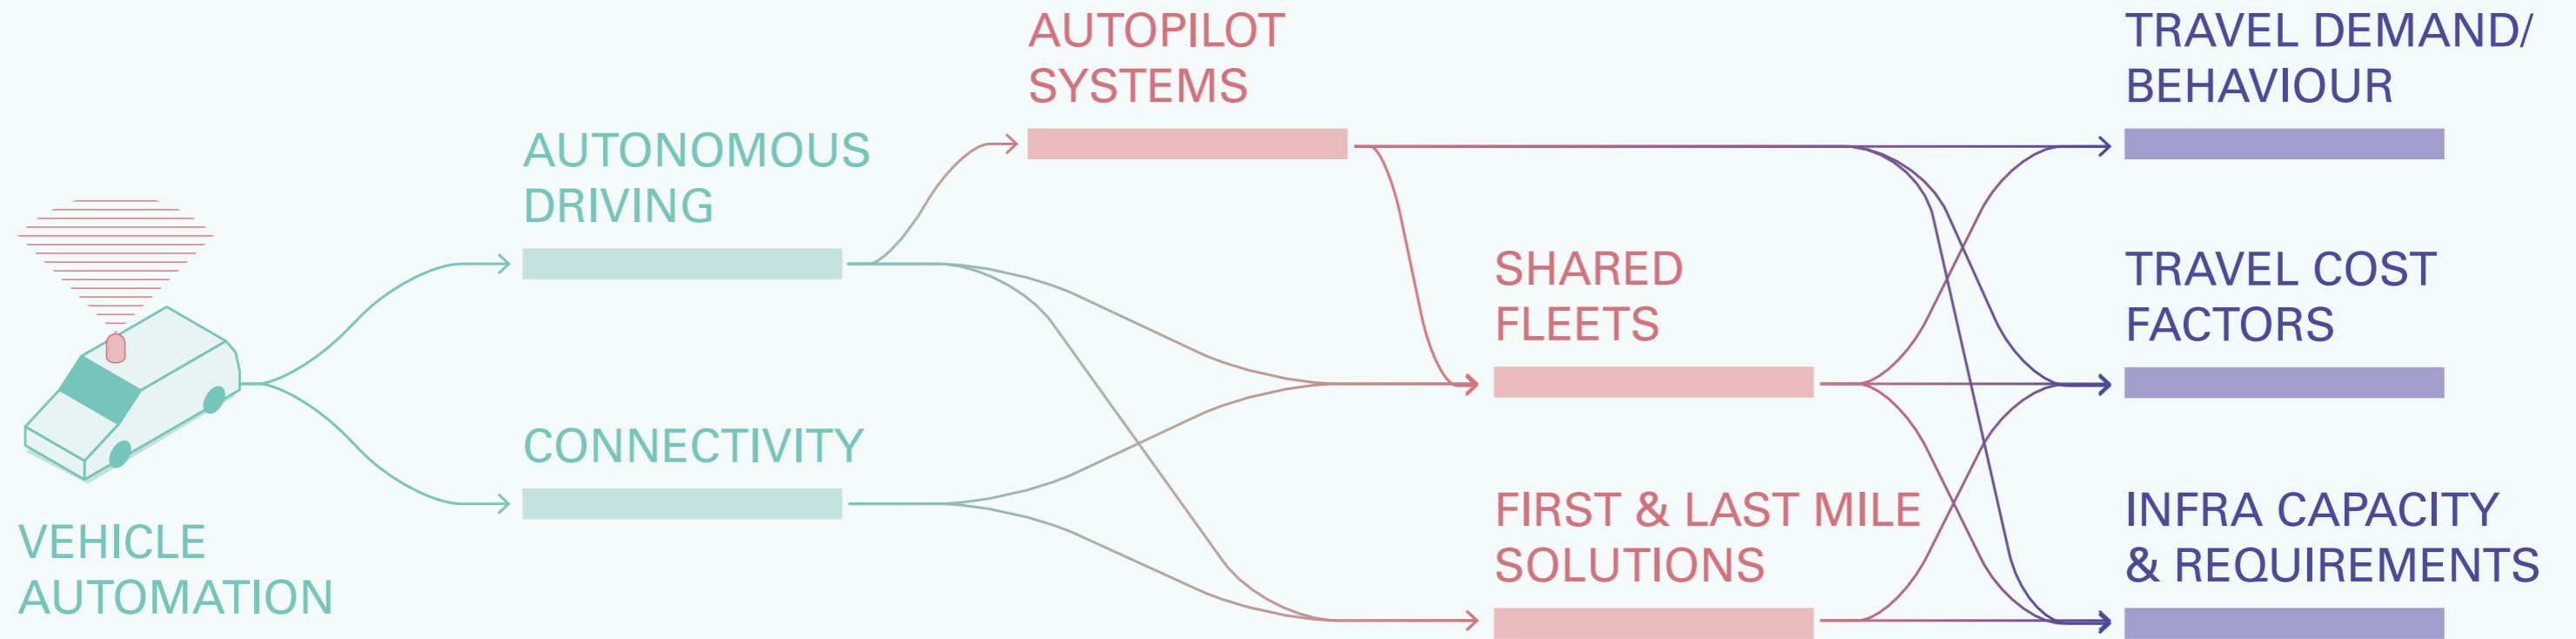 VEHICLE
AUTOMATION
AUTONOMOUS
DRIVING
CONNECTIVITY
AUTOPILOT
SYSTEMS
SHARED
FLEETS
FIRST & LAST MILE
SOLUTIONS
TRAVEL DEMAND/
BEHAVIOUR
TRAVEL COST
FACTORS
INFRA CAPACITY
& REQUIREMENTS